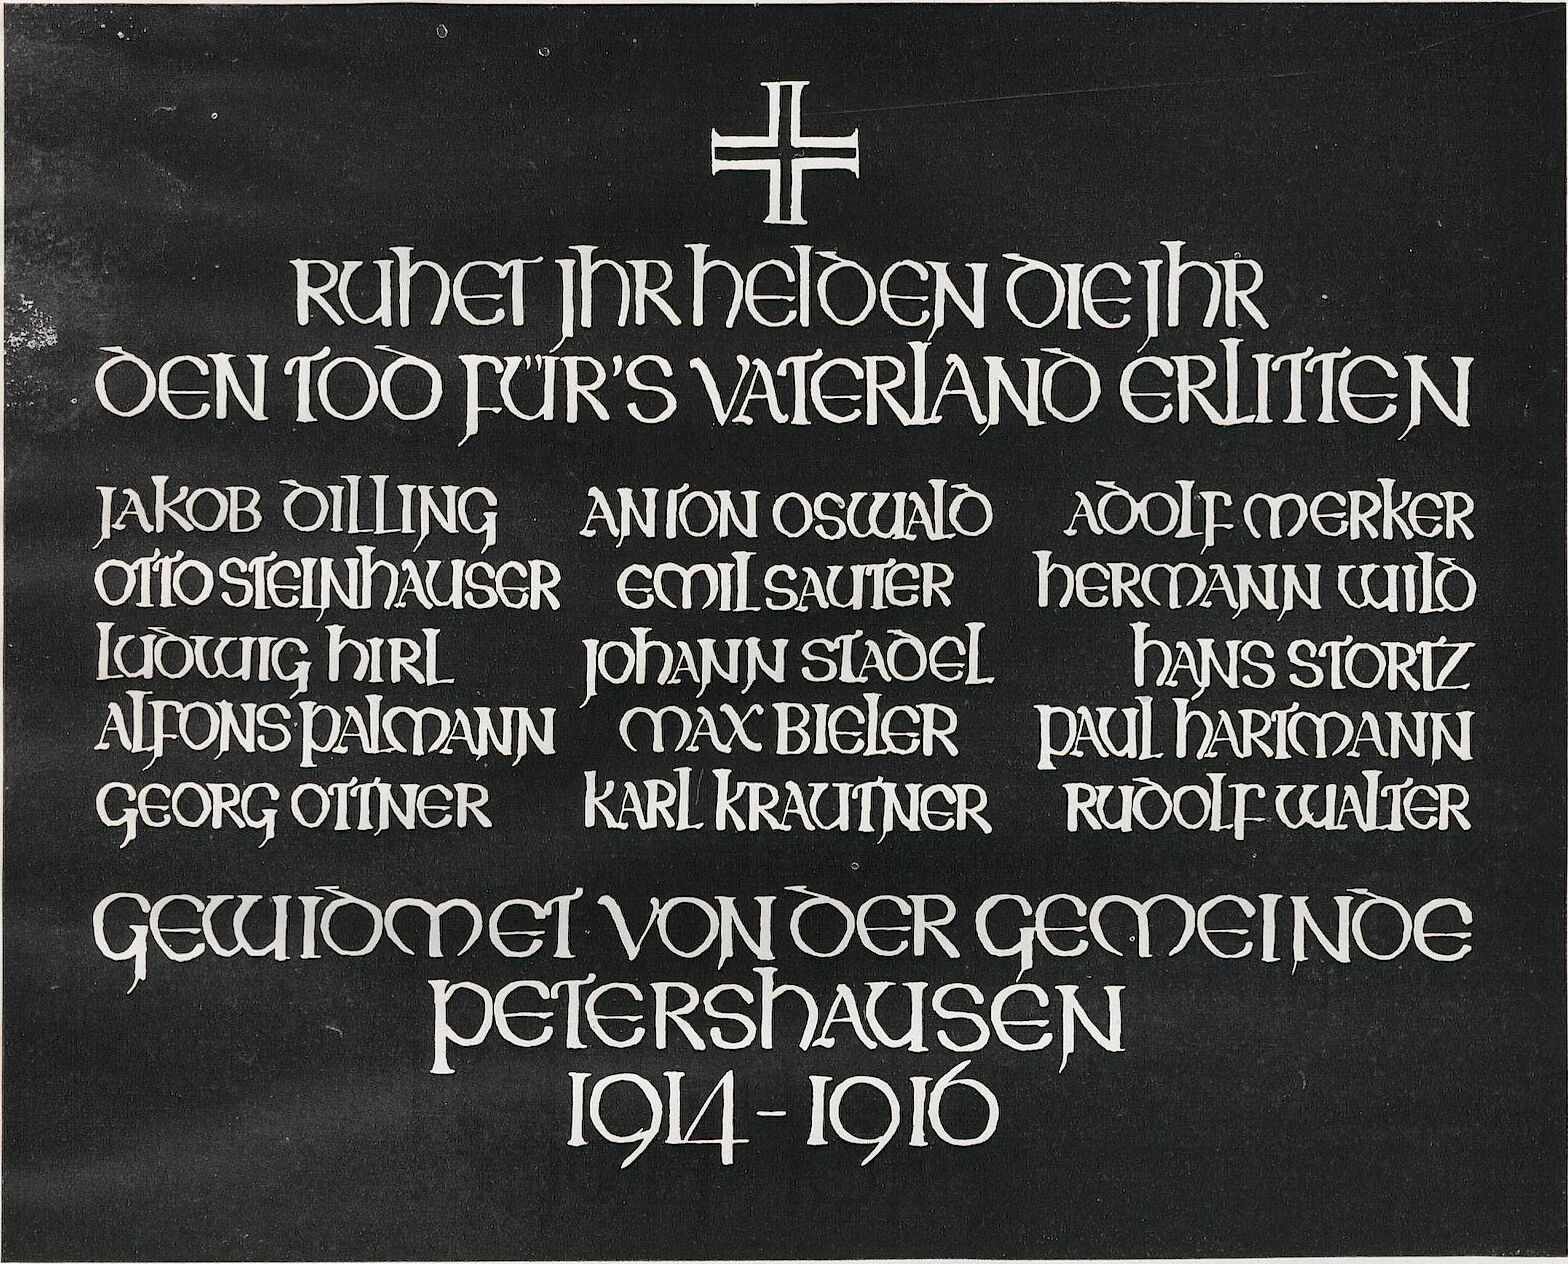 RUHET JHR HELDEN DIE JHR
DEN TOD FÜR'S VATERLAND ERLITTEN
JAKOB DILLING ANTON OSWALD ADOLF MERKER
OTTO STEINHAUSER EMIL SAUTER HERMANN WILD
LUDWIG HIRL JOHANN STADEL HANS STORTZ
ALFONS PALMANN MAX BIELER PAUL HARTMANN
GEORG OTTNER KARL KRAUTNER RUDOLF WALTER
GEWIDMET VON DER GEMEINDE
PETERSHAUSEN
1914-1916